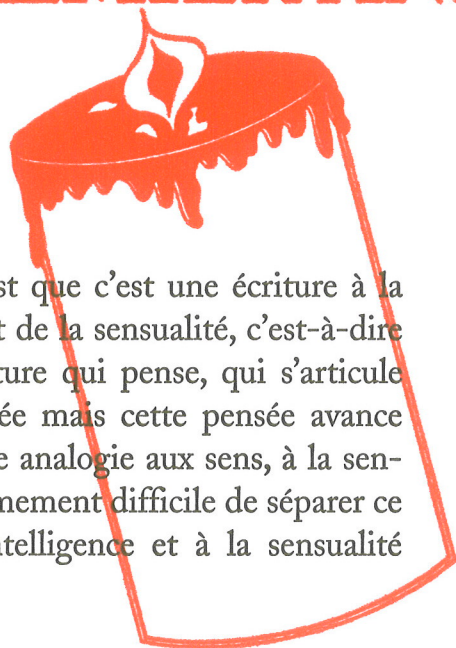 st que c’est une écriture à la
t de la sensualité, c’est-à-dire
ture qui pense, qui s’articule
ée mais cette pensée avance
e analogie aux sens, à la sen-
mement difficile de séparer ce
ntelligence et à la sensualité